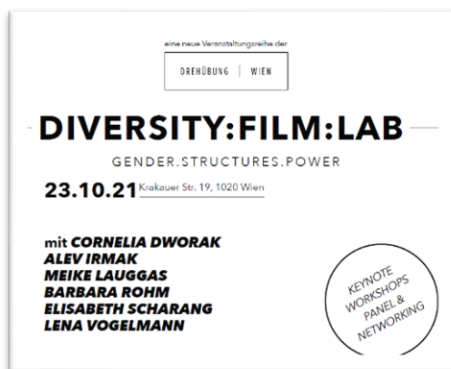 eine neue Veranstaltungsreihe der
DREHÜBUNG | WIEN
DIVERSITY:FILM:LAB
GENDER.STRUCTURES.POWER
23.10.21 Krakauer Str. 19, 1020 Wien
mit CORNELIA DWORAK
ALEV IRMAK
MEIKE LAUGGAS
BARBARA ROHM
ELISABETH SCHARANG
LENA VOGELMANN
KEYNOTE
WORKSHOPS
PANEL &
NETWORKING